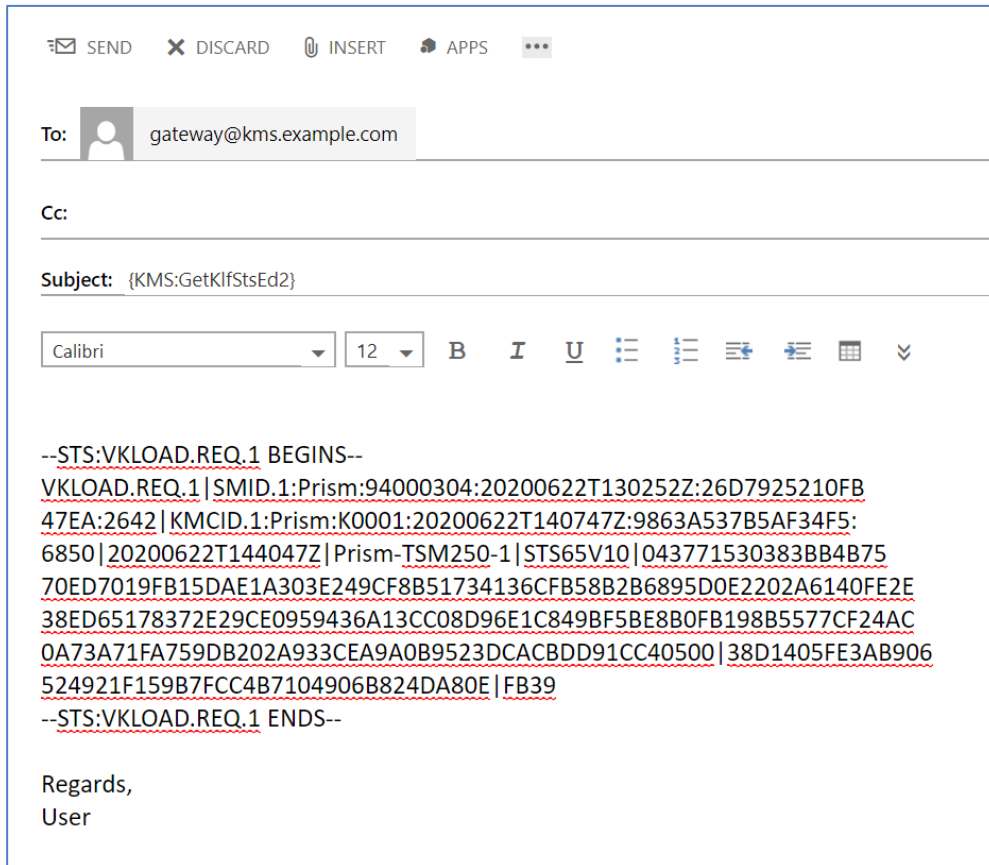 SEND DISCARD INSERT APPS •••
To: gateway@kms.example.com
Cc:
Subject: {KMS:GetKlfStsEd2}
Calibri 12 B I U
--STS:VKLOAD.REQ.1 BEGINS--
VKLOAD.REQ.1|SMID.1:Prism:94000304:20200622T130252Z:26D7925210FB
47EA:2642|KMCID.1:Prism:K0001:20200622T140747Z:9863A537B5AF34F5:
6850|20200622T144047Z|Prism-TSM250-1|STS65V10|043771530383BB4B75
70ED7019FB15DAE1A303E249CF8B51734136CFB58B2B6895D0E2202A6140FE2E
38ED65178372E29CE0959436A13CC08D96E1C849BF5BE8B0FB198B5577CF24AC
0A73A71FA759DB202A933CEA9A0B9523DCACBDD91CC40500|38D1405FE3AB906
524921F159B7FCC4B7104906B824DA80E|FB39
--STS:VKLOAD.REQ.1 ENDS--
Regards,
User